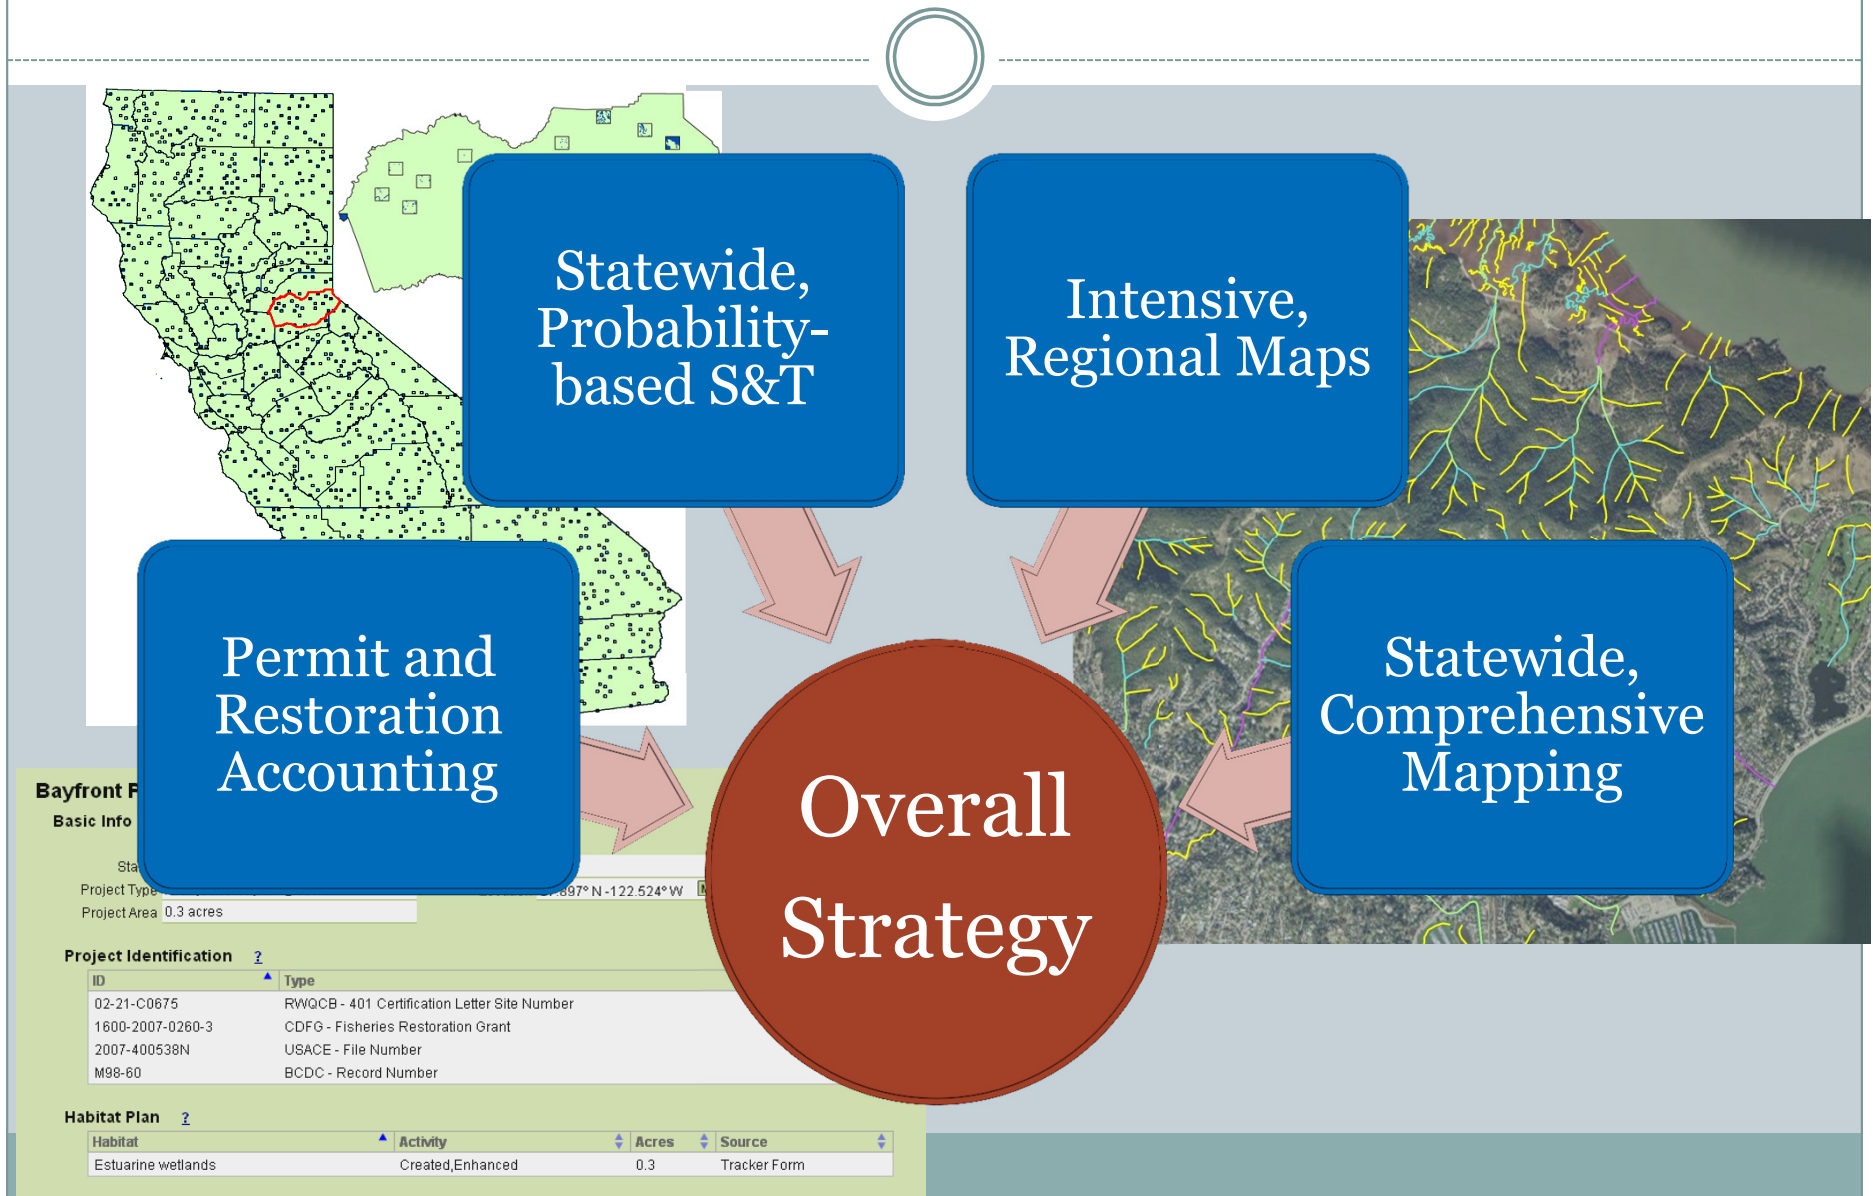 Statewide,
Probability-
based S&T
Intensive,
Regional Maps
Permit and
Restoration
Accounting
Statewide,
Comprehensive
Mapping
Overall
Strategy
Bayfront
Basic Info
Project Type
-122.524° W
Project Area 0.3 acres
Project Identification ?
ID Type
02-21-C0675 RWQCB - 401 Certification Letter Site Number
1600-2007-0260-3 CDFG - Fisheries Restoration Grant
2007-400538N USACE - File Number
M98-60 BCDC - Record Number
Habitat Plan ?
Habitat Activity Acres Source
Estuarine wetlands Created,Enhanced 0.3 Tracker Form